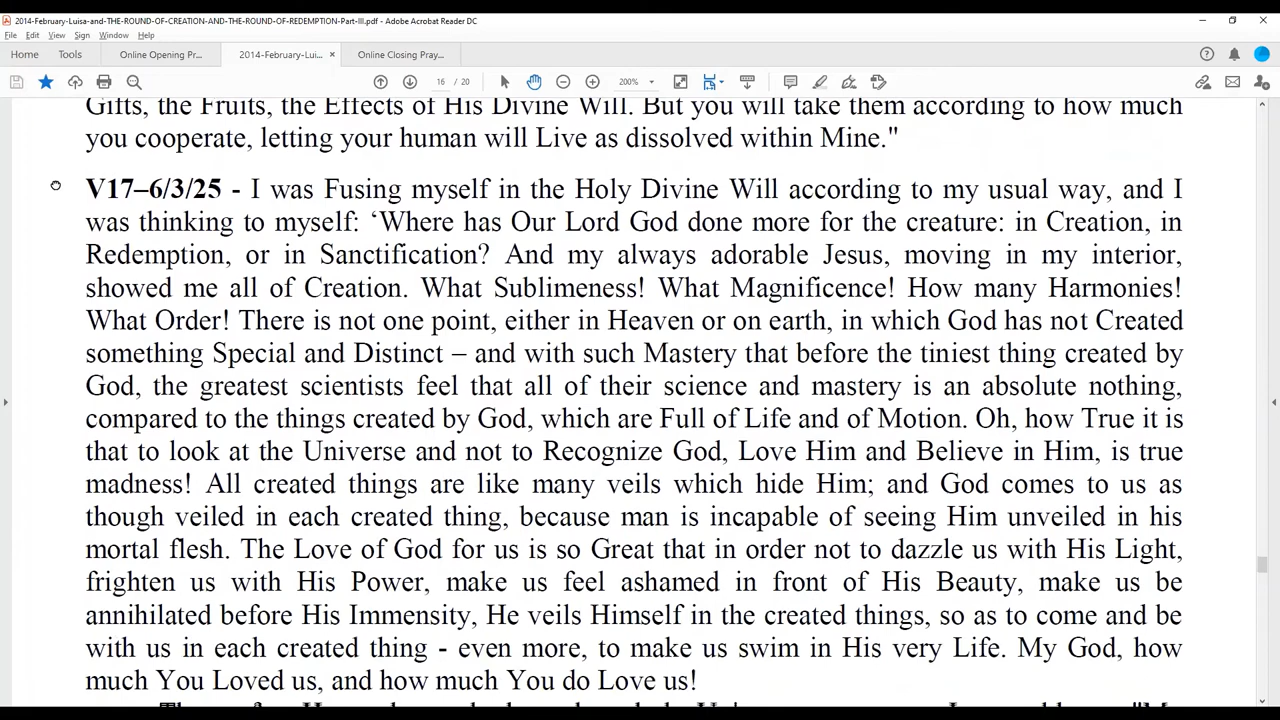 2014-February-Luisa-and-THE-ROUND-OF-CREATION-AND-THE-ROUND-OF-REDEMPTION-Part-III.pdf - Adobe Acrobat Reader DC
File Edit View Sign Window Help
Home Tools Online Opening Pr... 2014-February-Lui... × Online Closing Pray...
16 / 20 200%
Gifts, the Fruits, the Effects of His Divine Will. But you will take them according to how much
you cooperate, letting your human will Live as dissolved within Mine."
V17–6/3/25 - I was Fusing myself in the Holy Divine Will according to my usual way, and I
was thinking to myself: ‘Where has Our Lord God done more for the creature: in Creation, in
Redemption, or in Sanctification? And my always adorable Jesus, moving in my interior,
showed me all of Creation. What Sublimeness! What Magnificence! How many Harmonies!
What Order! There is not one point, either in Heaven or on earth, in which God has not Created
something Special and Distinct – and with such Mastery that before the tiniest thing created by
God, the greatest scientists feel that all of their science and mastery is an absolute nothing,
compared to the things created by God, which are Full of Life and of Motion. Oh, how True it is
that to look at the Universe and not to Recognize God, Love Him and Believe in Him, is true
madness! All created things are like many veils which hide Him; and God comes to us as
though veiled in each created thing, because man is incapable of seeing Him unveiled in his
mortal flesh. The Love of God for us is so Great that in order not to dazzle us with His Light,
frighten us with His Power, make us feel ashamed in front of His Beauty, make us be
annihilated before His Immensity, He veils Himself in the created things, so as to come and be
with us in each created thing - even more, to make us swim in His very Life. My God, how
much You Loved us, and how much You do Love us!